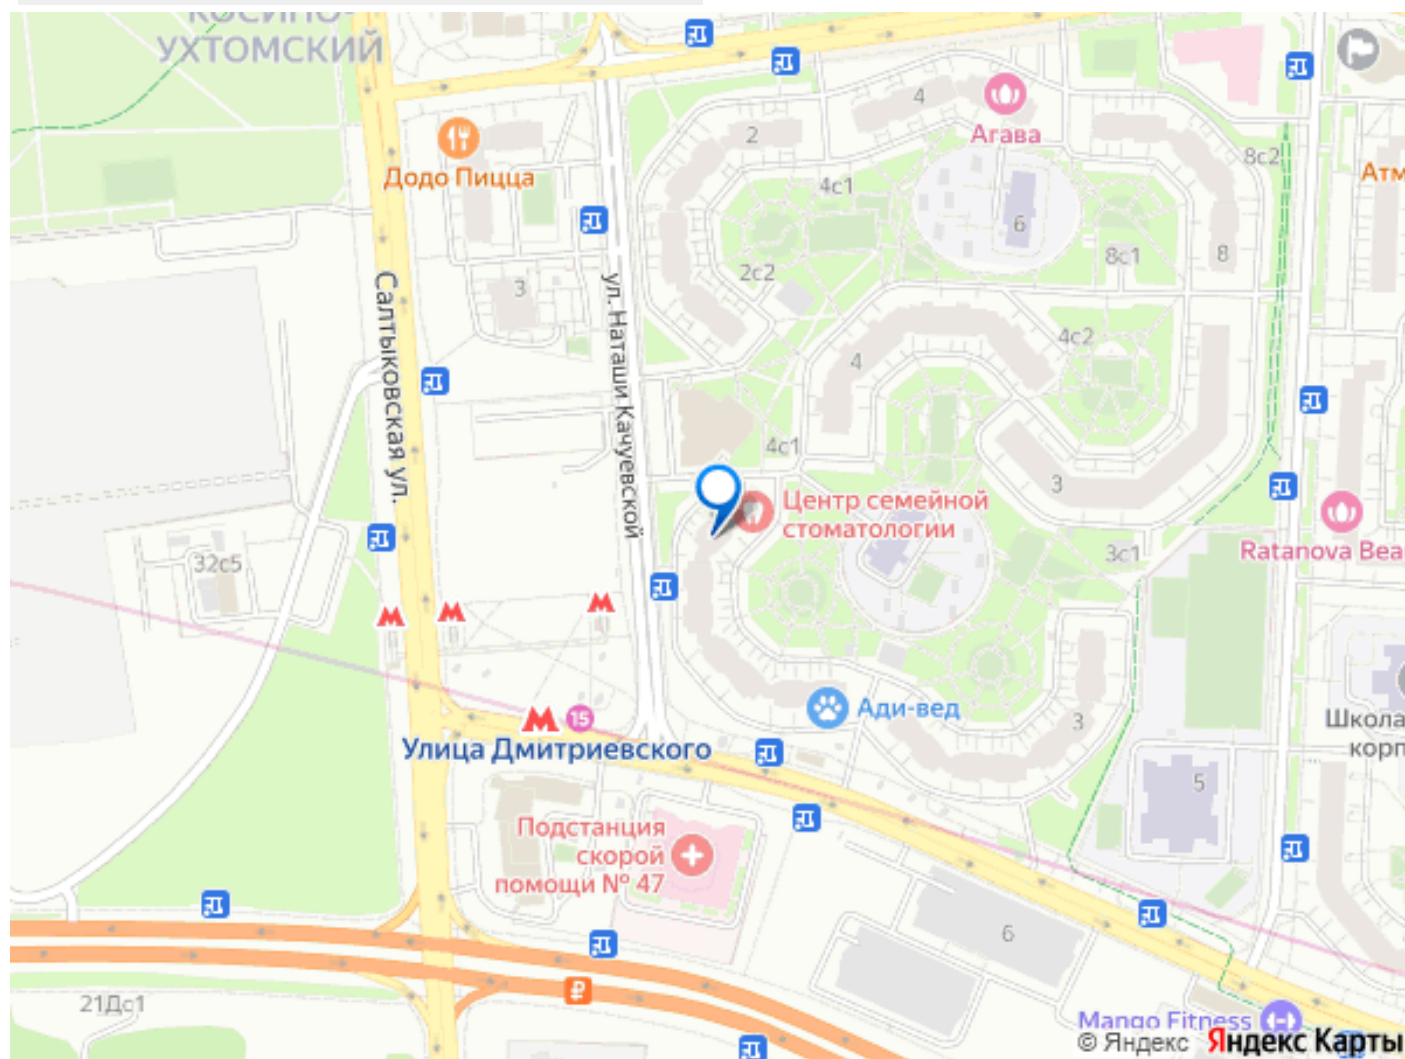 КОСИНО-
УХТОМСКИЙ
4
Агава
2
Додо Пицца
8с2
Атм
4с1
6
8с1
8
2с2
3
Салтыковская ул.
ул. Наташи Качуевской
4с2
4
4с1
3
Центр семейной
стоматологии
Ratanova Bea
3с1
32с5
15
Улица Дмитриевского
Ади-вед
3
Школа
корп
5
Подстанция
скорой
помощи № 47
6
21Дс1
Mango Fitness
© Яндекс Яндекс Карты